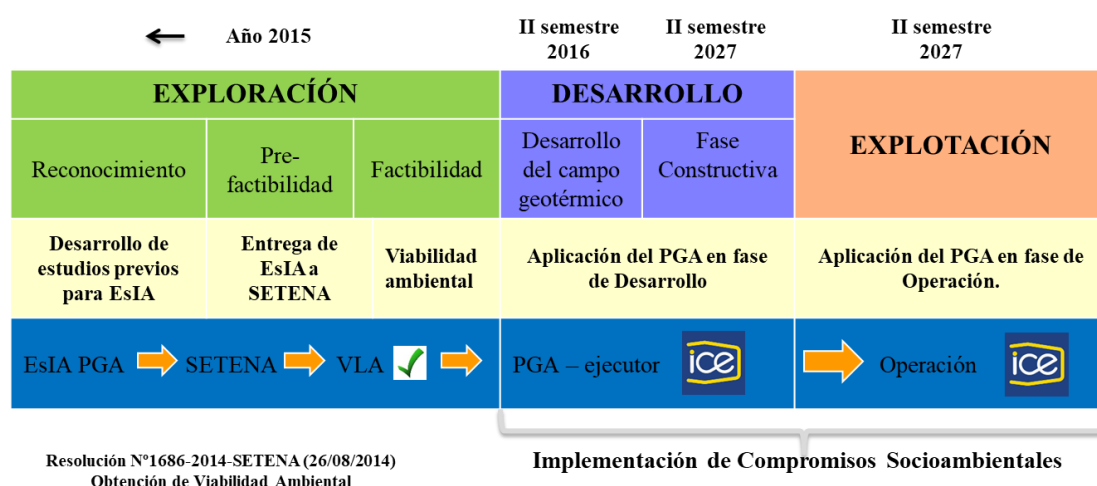 Año 2015
II semestre
2016
II semestre
2027
II semestre
2027
EXPLORACÍÓN
DESARROLLO
EXPLOTACIÓN
Reconocimiento
Pre-
factibilidad
Factibilidad
Desarrollo
del campo
geotérmico
Fase
Constructiva
Desarrollo de
estudios previos
para EsIA
Entrega de
EsIA a
SETENA
Viabilidad
ambiental
Aplicación del PGA en fase
de Desarrollo
Aplicación del PGA en fase de
Operación.
EsIA PGA
SETENA
VLA
PGA – ejecutor
ice
Operación
ice
Resolución Nº1686-2014-SETENA (26/08/2014)
Obtención de Viabilidad Ambiental
Implementación de Compromisos Socioambientales